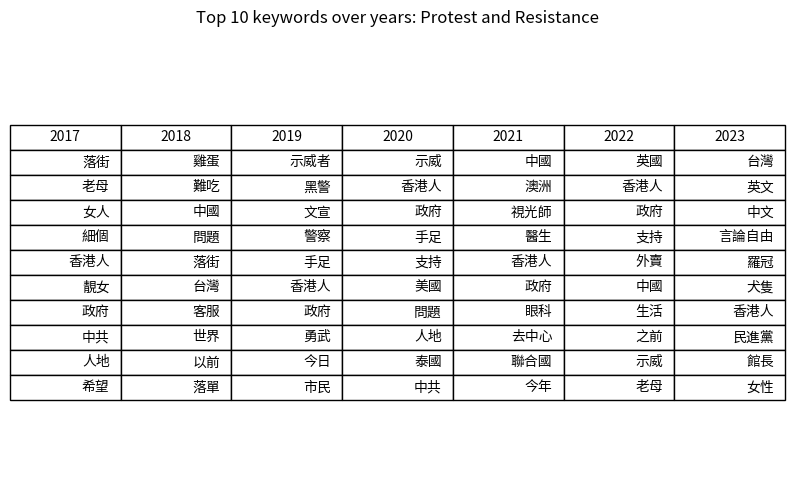 Top 10 keywords over years: Protest and Resistance
2017 2018 2019 2020 2021 2022 2023
落街 雞蛋 示威者 示威 中國 英國 台灣
老母 難吃 黑警 香港人 澳洲 香港人 英文
女人 中國 文宣 政府 視光師 政府 中文
細個 問題 警察 手足 醫生 支持 言論自由
香港人 落街 手足 支持 香港人 外賣 羅冠
靚女 台灣 香港人 美國 政府 中國 犬隻
政府 客服 政府 問題 眼科 生活 香港人
中共 世界 勇武 人地 去中心 之前 民進黨
人地 以前 今日 泰國 聯合國 示威 館長
希望 落單 市民 中共 今年 老母 女性